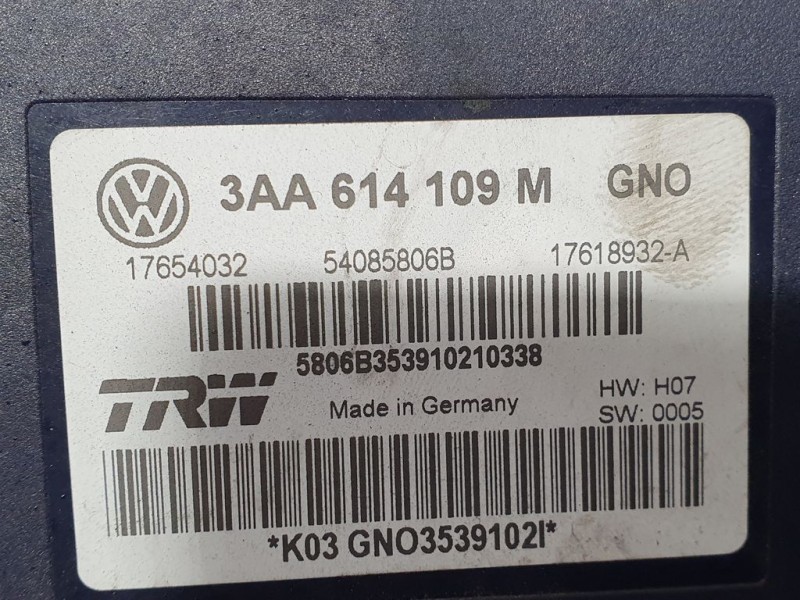 3AA 614 109 M GNO
17654032 54085806B 17618932-A
5806B353910210338
TRW Made in Germany HW: H07
SW: 0005
*K03 GNO3539102I*